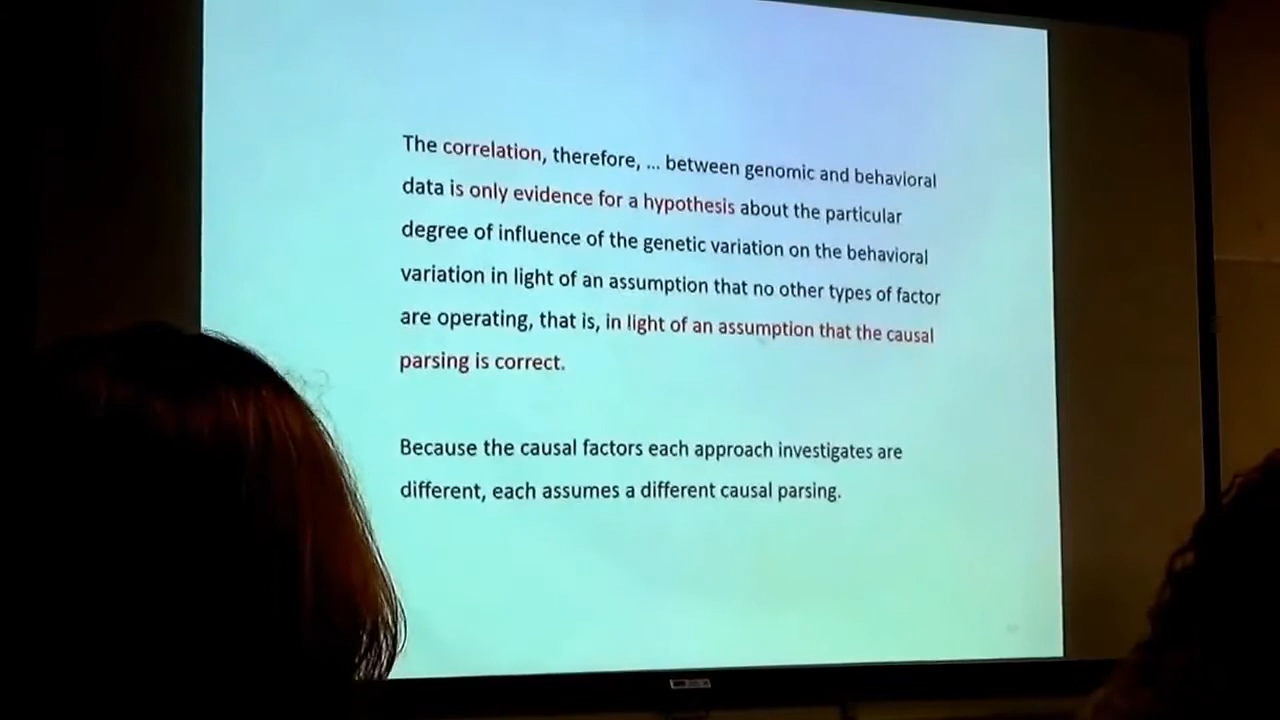 The correlation, therefore, ... between genomic and behavioral
data is only evidence for a hypothesis about the particular
degree of influence of the genetic variation on the behavioral
variation in light of an assumption that no other types of factor
are operating, that is, in light of an assumption that the causal
parsing is correct.
Because the causal factors each approach investigates are
different, each assumes a different causal parsing.